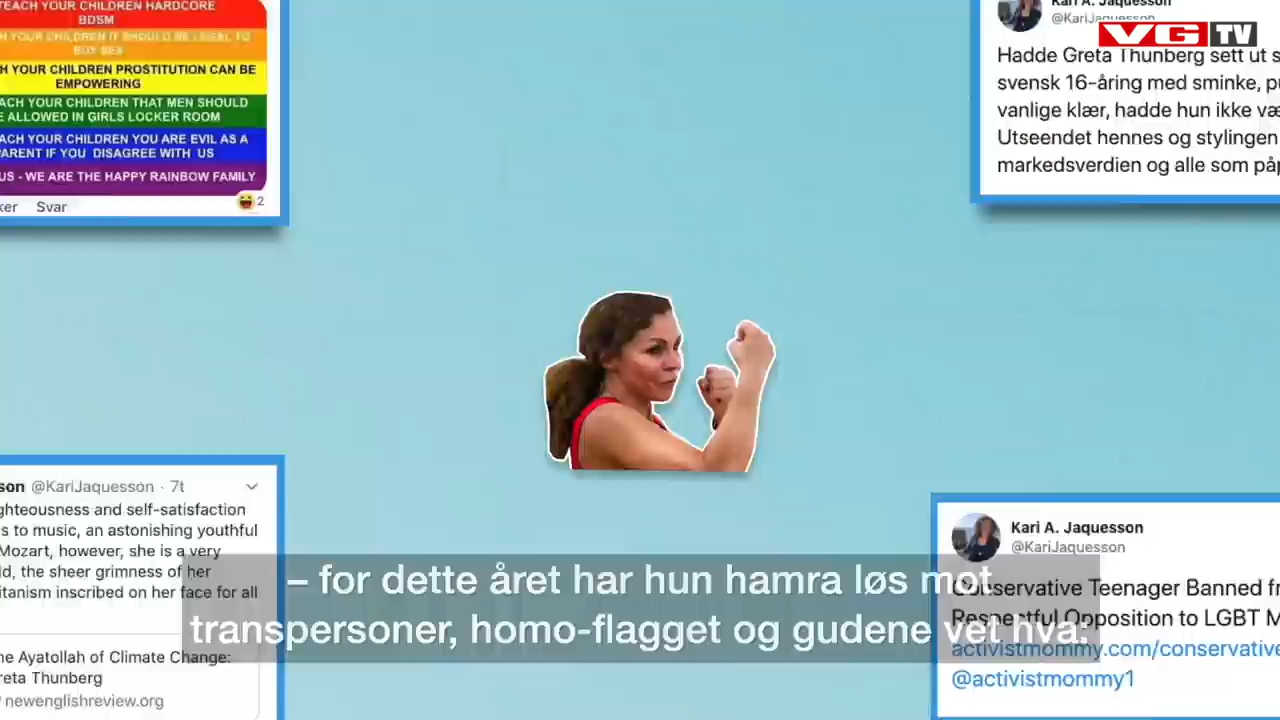 TEACH YOUR CHILDREN HARDCORE
BDSM
H YOUR CHILDREN IT SHOULD BE LEGAL TO
BUY SEX
H YOUR CHILDREN PROSTITUTION CAN BE
EMPOWERING
ACH YOUR CHILDREN THAT MEN SHOULD
E ALLOWED IN GIRLS LOCKER ROOM
ACH YOUR CHILDREN YOU ARE EVIL AS A
PARENT IF YOU DISAGREE WITH US
US - WE ARE THE HAPPY RAINBOW FAMILY
ker Svar
2
Kari A. Jaquesson
@KariJaquesson
VG TV
Hadde Greta Thunberg sett ut s
svensk 16-åring med sminke, pu
vanlige klær, hadde hun ikke væ
Utseendet hennes og stylingen
markedsverdien og alle som påp
son @KariJaquesson · 7t
ghteousness and self-satisfaction
s to music, an astonishing youthful
Mozart, however, she is a very
ld, the sheer grimness of her
itanism inscribed on her face for all
he Ayatollah of Climate Change:
reta Thunberg
newenglishreview.org
Kari A. Jaquesson
@KariJaquesson
Conservative Teenager Banned fr
Respectful Opposition to LGBT M
activistmommy.com/conservative
@activistmommy1
– for dette året har hun hamra løs mot
transpersoner, homo-flagget og gudene vet hva: